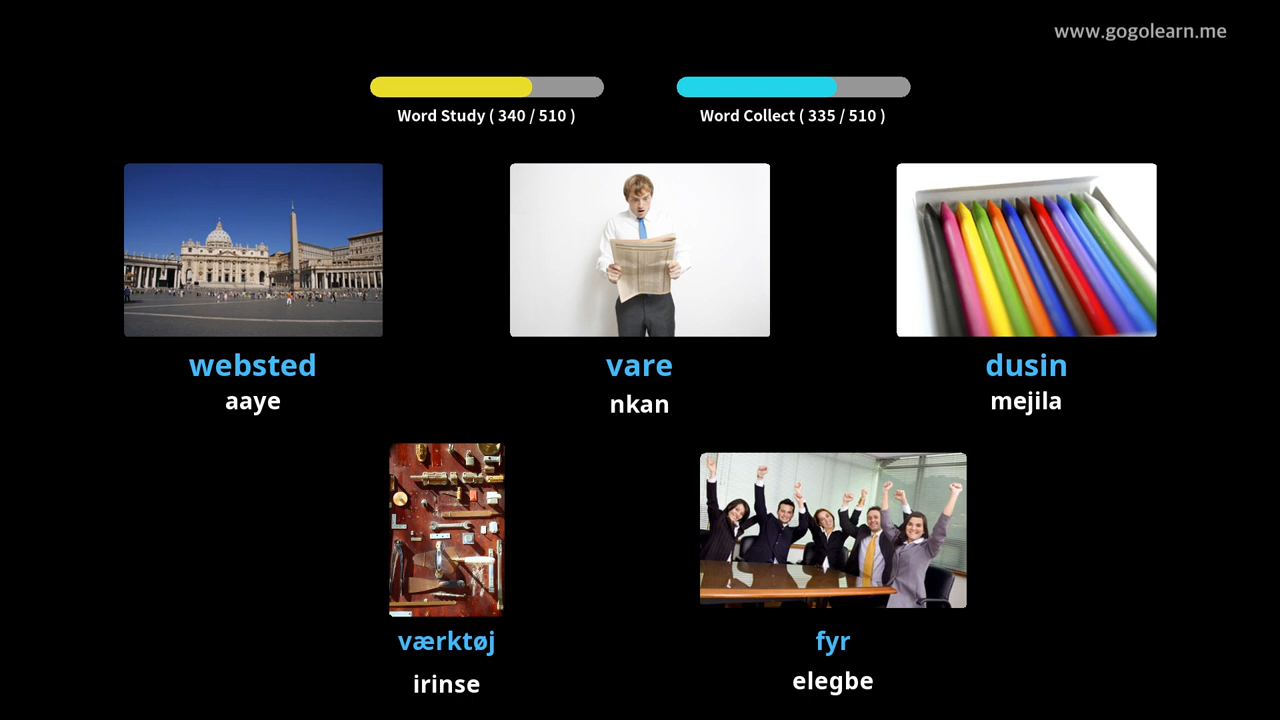 www.gogolearn.me
Word Study ( 340 / 510 )
Word Collect ( 335 / 510 )
websted
aaye
vare
nkan
dusin
mejila
værktøj
irinse
fyr
elegbe